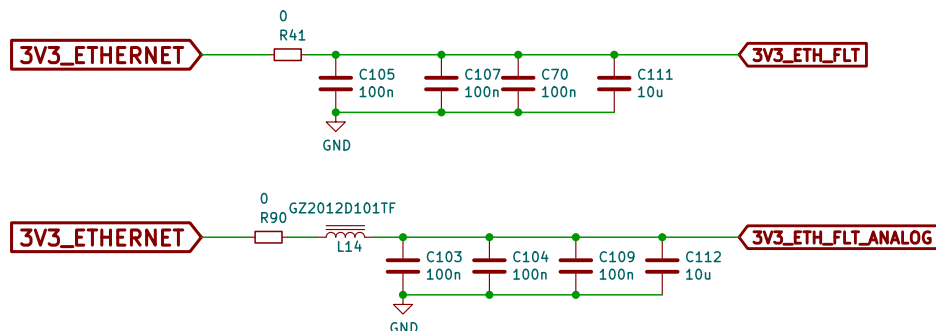 0
R41
3V3_ETHERNET
3V3_ETH_FLT
C105
100n
C107
100n
C70
100n
C111
10u
GND
0
R90
GZ2012D101TF
L14
3V3_ETHERNET
3V3_ETH_FLT_ANALOG
C103
100n
C104
100n
C109
100n
C112
10u
GND